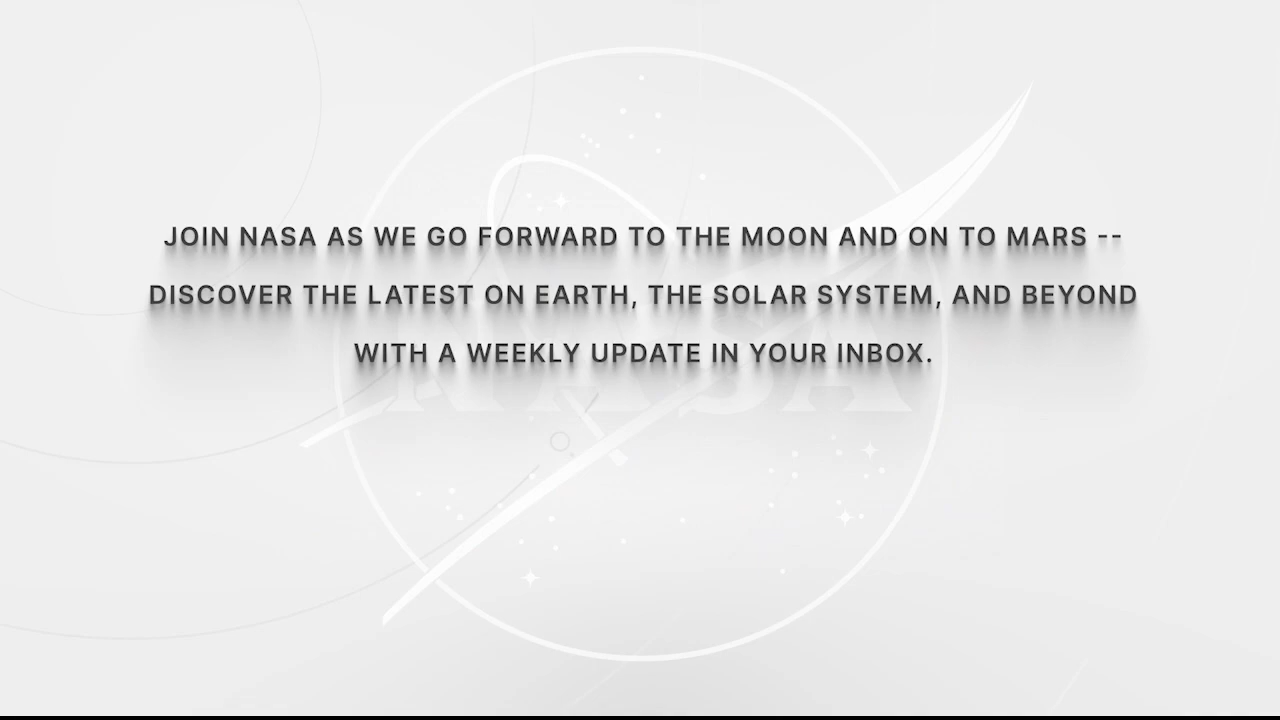 JOIN NASA AS WE GO FORWARD TO THE MOON AND ON TO MARS --
DISCOVER THE LATEST ON EARTH, THE SOLAR SYSTEM, AND BEYOND
WITH A WEEKLY UPDATE IN YOUR INBOX.
NASA